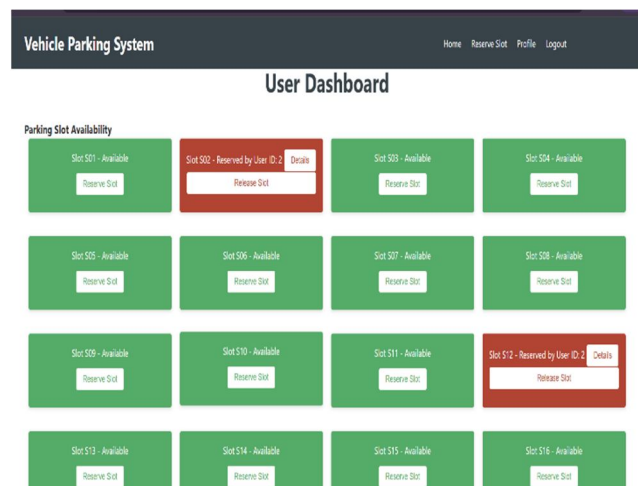 Vehicle Parking System
Home Reserve Slot Profile Logout
User Dashboard
Parking Slot Availability
Slot S01 - Available
Reserve Slot
Slot S02 - Reserved by User ID: 2 Details
Release Slot
Slot S03 - Available
Reserve Slot
Slot S04 - Available
Reserve Slot
Slot S05 - Available
Reserve Slot
Slot S06 - Available
Reserve Slot
Slot S07 - Available
Reserve Slot
Slot S08 - Available
Reserve Slot
Slot S09 - Available
Reserve Slot
Slot S10 - Available
Reserve Slot
Slot S11 - Available
Reserve Slot
Slot S12 - Reserved by User ID: 2 Details
Release Slot
Slot S13 - Available
Reserve Slot
Slot S14 - Available
Reserve Slot
Slot S15 - Available
Reserve Slot
Slot S16 - Available
Reserve Slot